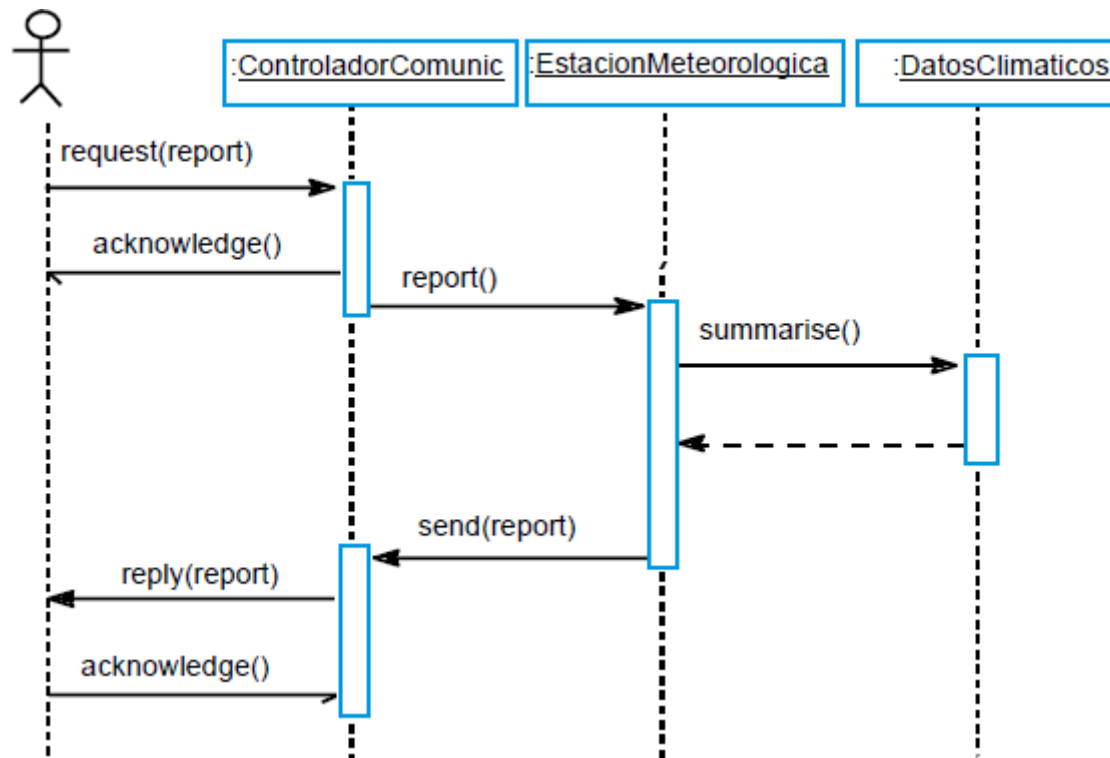 :ControladorComunic
:EstacionMeteorologica
:DatosClimaticos
request(report)
acknowledge()
report()
summarise()
send(report)
reply(report)
acknowledge()